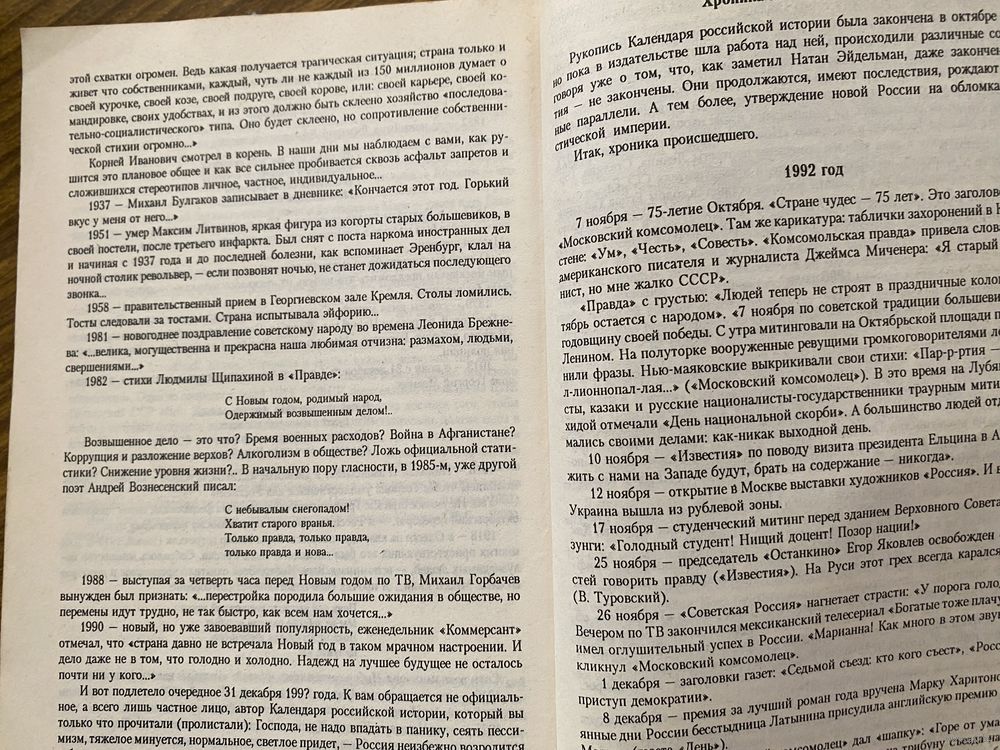 этой схватки огромен. Ведь какая получается трагическая ситуация; страна только и
живет что собственниками, каждый, чуть ли не каждый из 150 миллионов думает о
своей курочке, своей козе, своей подруге, своей корове, или: своей карьере, своей ко-
мандировке, своих удобствах, и из этого должно быть склеено хозяйство «последова-
тельно-социалистического» типа. Оно будет склеено, но сопротивление собственни-
ческой стихии огромно...»
Корней Иванович смотрел в корень. В наши дни мы наблюдаем с вами, как ру-
шится это плановое общее и как все сильнее пробивается сквозь асфальт запретов и
сложившихся стереотипов личное, частное, индивидуальное...
1937 – Михаил Булгаков записывает в дневнике: «Кончается этот год. Горький
вкус у меня от него...»
1951 – умер Максим Литвинов, яркая фигура из когорты старых большевиков, в
своей постели, после третьего инфаркта. Был снят с поста наркома иностранных дел
и начиная с 1937 года и до последней болезни, как вспоминает Эренбург, клал на
ночной столик револьвер, – если позвонят ночью, не станет дожидаться последующего
звонка...
1958 – правительственный прием в Георгиевском зале Кремля. Столы ломились.
Тосты следовали за тостами. Страна испытывала эйфорию...
1981 – новогоднее поздравление советскому народу во времена Леонида Брежне-
ва: «...велика, могущественна и прекрасна наша любимая отчизна: размахом, людьми,
свершениями...»
1982 – стихи Людмилы Щипахиной в «Правде»:
С Новым годом, родимый народ,
Одержимый возвышенным делом!..
Возвышенное дело – это что? Бремя военных расходов? Война в Афганистане?
Коррупция и разложение верхов? Алкоголизм в обществе? Ложь официальной стати-
стики? Снижение уровня жизни?.. В начальную пору гласности, в 1985-м, уже другой
поэт Андрей Вознесенский писал:
С небывалым снегопадом!
Хватит старого вранья.
Только правда, только правда,
только правда и нова...
1988 – выступая за четверть часа перед Новым годом по ТВ, Михаил Горбачев
вынужден был признать: «...перестройка породила большие ожидания в обществе, но
перемены идут трудно, не так быстро, как всем нам хочется...»
1990 – новый, но уже завоевавший популярность, еженедельник «Коммерсант»
отмечал, что «страна давно не встречала Новый год в таком мрачном настроении. И
дело даже не в том, что голодно и холодно. Надежд на лучшее будущее не осталось
почти ни у кого...»
И вот подлетело очередное 31 декабря 199? года. К вам обращается не официаль-
ное, а всего лишь частное лицо, автор Календаря российской истории, который вы
только что прочитали (пролистали): Господа, не надо впадать в панику, сеять песси-
мизм, тяжелое минуется, нормальное, светлое придет, — Россия неизбежно возродится
Хроника
Рукопись Календаря российской истории была закончена в октябре
но пока в издательстве шла работа над ней, происходили различные со
говоря уже о том, что, как заметил Натан Эйдельман, даже закончен
тия – не закончены. Они продолжаются, имеют последствия, рождают
ные параллели. А тем более, утверждение новой России на обломка
стической империи.
Итак, хроника происшедшего.
1992 год
7 ноября – 75-летие Октября. «Стране чудес – 75 лет». Это заголово
«Московский комсомолец». Там же карикатура: таблички захоронений в К
стене: «Ум», «Честь», «Совесть». «Комсомольская правда» привела слова
американского писателя и журналиста Джеймса Миченера: «Я старый
нист, но мне жалко СССР».
«Правда» с грустью: «Людей теперь не строят в праздничные коло
тябрь остается с народом». «7 ноября по советской традиции большеви
годовщину своей победы. С утра митинговали на Октябрьской площади п
Ленином. На полуторке вооруженные ревущими громкоговорителями ле
нили фразы. Нью-маяковские выкрикивали свои стихи: «Пар-р-ртия —
л-лионнопал-лая...» («Московский комсомолец»). В это время на Лубян
сты, казаки и русские националисты-государственники траурным митин
хидой отмечали «День национальной скорби». А большинство людей отд
мались своими делами: как-никак выходной день.
10 ноября – «Известия» по поводу визита президента Ельцина в А
жить с нами на Западе будут, брать на содержание – никогда».
12 ноября – открытие в Москве выставки художников «Россия». И в
Украина вышла из рублевой зоны.
17 ноября – студенческий митинг перед зданием Верховного Совета
зунги: «Голодный студент! Нищий доцент! Позор нации!»
25 ноября – председатель «Останкино» Егор Яковлев освобожден
стей говорить правду («Известия»). На Руси этот грех всегда карался
(В. Туровский).
26 ноября – «Советская Россия» нагнетает страсти: «У порога голод
Вечером по ТВ закончился мексиканский телесериал «Богатые тоже плачу
имел оглушительный успех в России. «Марианна! Как много в этом звук
кликнул «Московский комсомолец».
1 декабря – заголовки газет: «Седьмой съезд: кто кого съест», «Росс
приступ демократии».
8 декабря – премия за лучший роман года вручена Марку Харитоно
янные дни России бесстыдница Латынина присудила английскую премию
«День»).
дал «шапку»: «Горе от ума